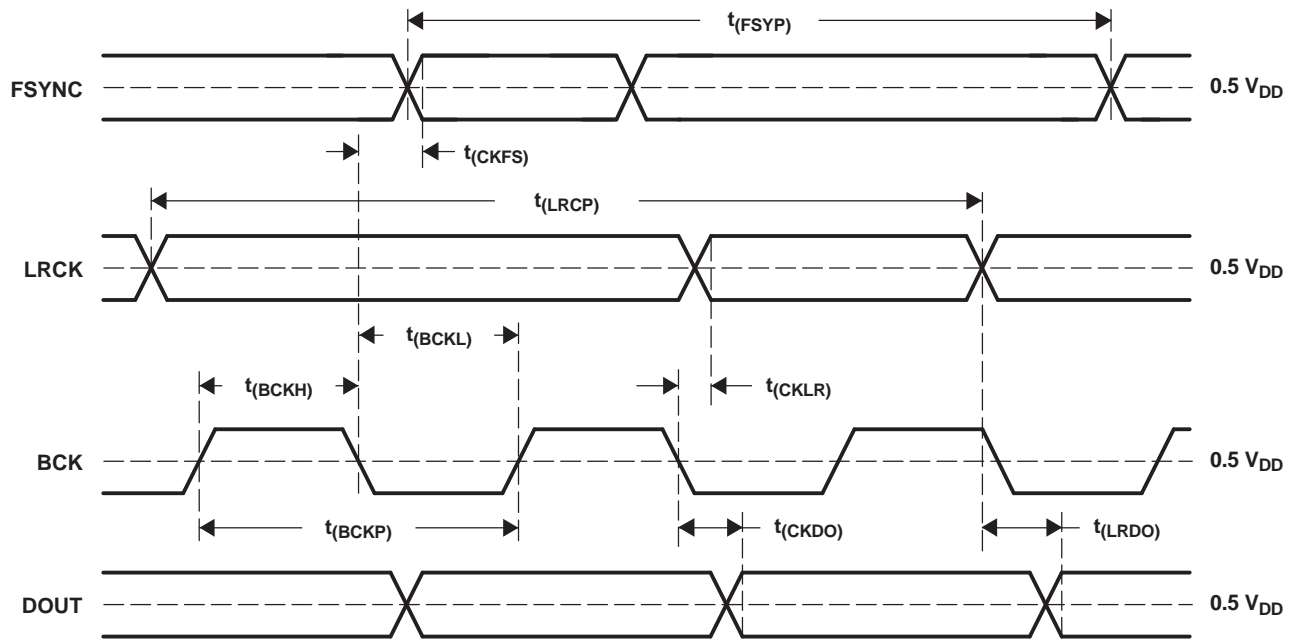 t(FSYP)
FSYNC
0.5 VDD
t(CKFS)
t(LRCP)
LRCK
0.5 VDD
t(BCKL)
t(BCKH)
t(CKLR)
BCK
0.5 VDD
t(BCKP)
t(CKDO)
t(LRDO)
DOUT
0.5 VDD